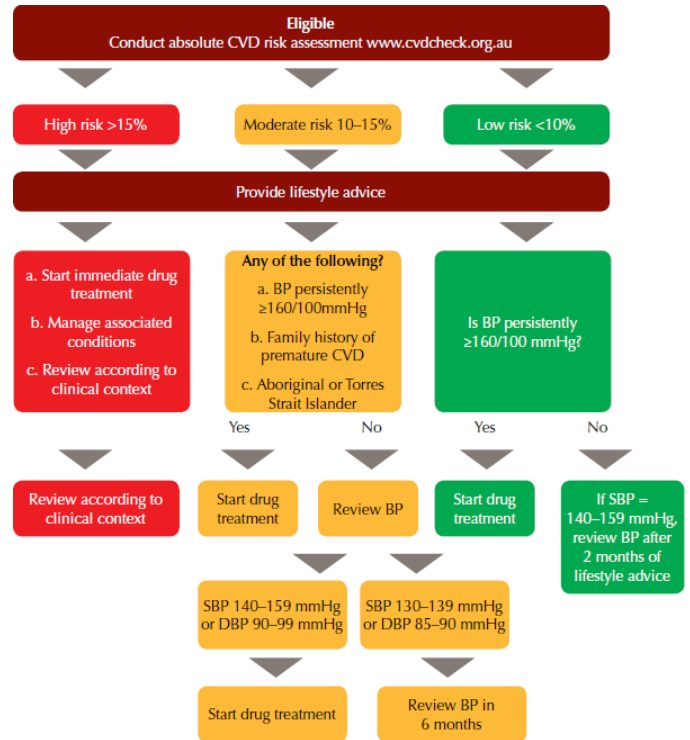 Eligible
Conduct absolute CVD risk assessment www.cvdcheck.org.au
High risk >15%
Moderate risk 10–15%
Low risk <10%
Provide lifestyle advice
a. Start immediate drug
treatment
b. Manage associated
conditions
c. Review according to
clinical context
Any of the following?
a. BP persistently
≥160/100mmHg
b. Family history of
premature CVD
c. Aboriginal or Torres
Strait Islander
Is BP persistently
≥160/100 mmHg?
Yes
No
Yes
No
Review according to
clinical context
Start drug
treatment
Review BP
Start drug
treatment
If SBP =
140–159 mmHg,
review BP after
2 months of
lifestyle advice
SBP 140–159 mmHg
or DBP 90–99 mmHg
SBP 130–139 mmHg
or DBP 85–90 mmHg
Start drug treatment
Review BP in
6 months